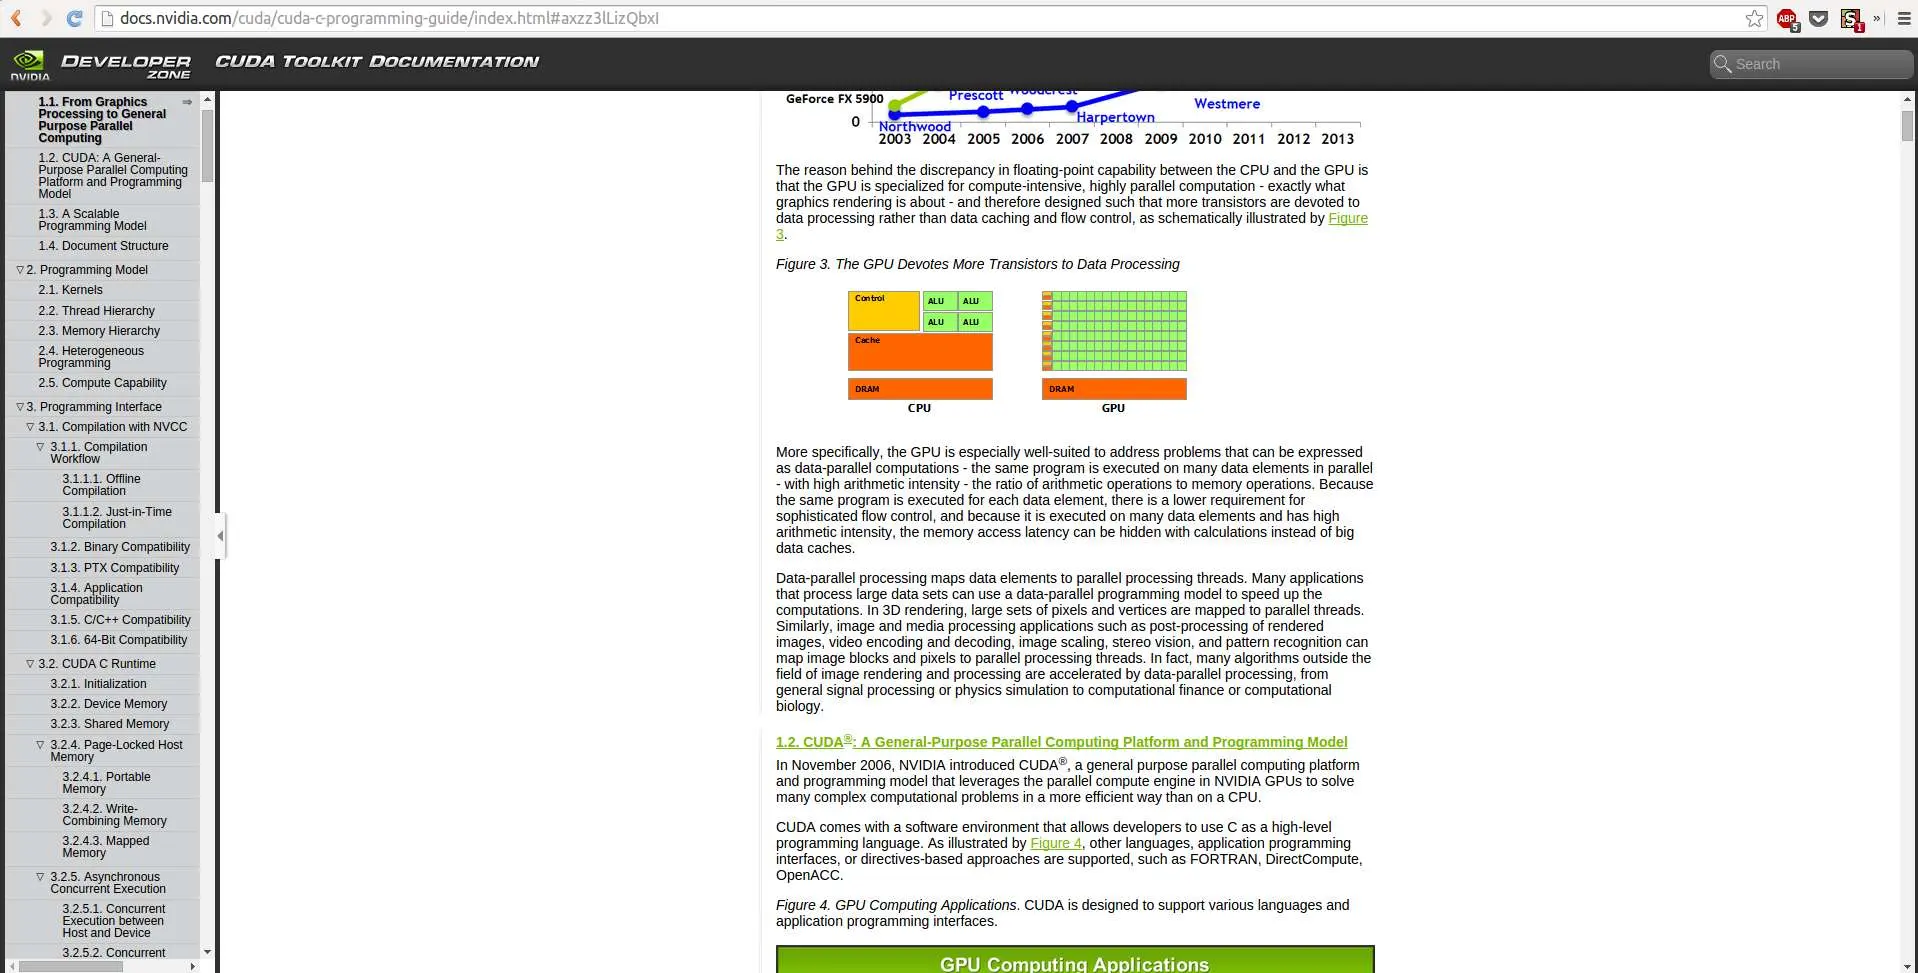 docs.nvidia.com/cuda/cuda-c-programming-guide/index.html#axzz3lLizQbxI
ABP
5
S
1
»
NVIDIA
DEVELOPER
ZONE
CUDA TOOLKIT DOCUMENTATION
Search
1.1. From Graphics
Processing to General
Purpose Parallel
Computing
1.2. CUDA: A General-
Purpose Parallel Computing
Platform and Programming
Model
1.3. A Scalable
Programming Model
1.4. Document Structure
2. Programming Model
2.1. Kernels
2.2. Thread Hierarchy
2.3. Memory Hierarchy
2.4. Heterogeneous
Programming
2.5. Compute Capability
3. Programming Interface
3.1. Compilation with NVCC
3.1.1. Compilation
Workflow
3.1.1.1. Offline
Compilation
3.1.1.2. Just-in-Time
Compilation
3.1.2. Binary Compatibility
3.1.3. PTX Compatibility
3.1.4. Application
Compatibility
3.1.5. C/C++ Compatibility
3.1.6. 64-Bit Compatibility
3.2. CUDA C Runtime
3.2.1. Initialization
3.2.2. Device Memory
3.2.3. Shared Memory
3.2.4. Page-Locked Host
Memory
3.2.4.1. Portable
Memory
3.2.4.2. Write-
Combining Memory
3.2.4.3. Mapped
Memory
3.2.5. Asynchronous
Concurrent Execution
3.2.5.1. Concurrent
Execution between
Host and Device
3.2.5.2. Concurrent
GeForce FX 5900
Prescott
Woodcrest
Westmere
0
Northwood
Harpertown
2003 2004 2005 2006 2007 2008 2009 2010 2011 2012 2013
The reason behind the discrepancy in floating-point capability between the CPU and the GPU is
that the GPU is specialized for compute-intensive, highly parallel computation - exactly what
graphics rendering is about - and therefore designed such that more transistors are devoted to
data processing rather than data caching and flow control, as schematically illustrated by Figure
3.
Figure 3. The GPU Devotes More Transistors to Data Processing
Control
ALU ALU
ALU ALU
Cache
DRAM
DRAM
CPU
GPU
More specifically, the GPU is especially well-suited to address problems that can be expressed
as data-parallel computations - the same program is executed on many data elements in parallel
- with high arithmetic intensity - the ratio of arithmetic operations to memory operations. Because
the same program is executed for each data element, there is a lower requirement for
sophisticated flow control, and because it is executed on many data elements and has high
arithmetic intensity, the memory access latency can be hidden with calculations instead of big
data caches.
Data-parallel processing maps data elements to parallel processing threads. Many applications
that process large data sets can use a data-parallel programming model to speed up the
computations. In 3D rendering, large sets of pixels and vertices are mapped to parallel threads.
Similarly, image and media processing applications such as post-processing of rendered
images, video encoding and decoding, image scaling, stereo vision, and pattern recognition can
map image blocks and pixels to parallel processing threads. In fact, many algorithms outside the
field of image rendering and processing are accelerated by data-parallel processing, from
general signal processing or physics simulation to computational finance or computational
biology.
1.2. CUDA®: A General-Purpose Parallel Computing Platform and Programming Model
In November 2006, NVIDIA introduced CUDA®, a general purpose parallel computing platform
and programming model that leverages the parallel compute engine in NVIDIA GPUs to solve
many complex computational problems in a more efficient way than on a CPU.
CUDA comes with a software environment that allows developers to use C as a high-level
programming language. As illustrated by Figure 4, other languages, application programming
interfaces, or directives-based approaches are supported, such as FORTRAN, DirectCompute,
OpenACC.
Figure 4. GPU Computing Applications. CUDA is designed to support various languages and
application programming interfaces.
GPU Computing Applications